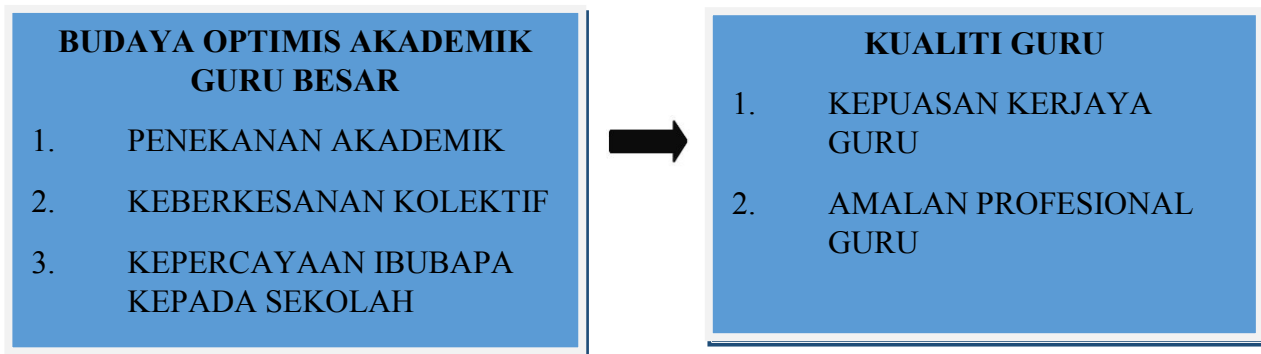 BUDAYA OPTIMIS AKADEMIK
GURU BESAR
1. PENEKANAN AKADEMIK
2. KEBERKESANAN KOLEKTIF
3. KEPERCAYAAN IBUBAPA
KEPADA SEKOLAH
KUALITI GURU
1. KEPUASAN KERJAYA
GURU
2. AMALAN PROFESIONAL
GURU